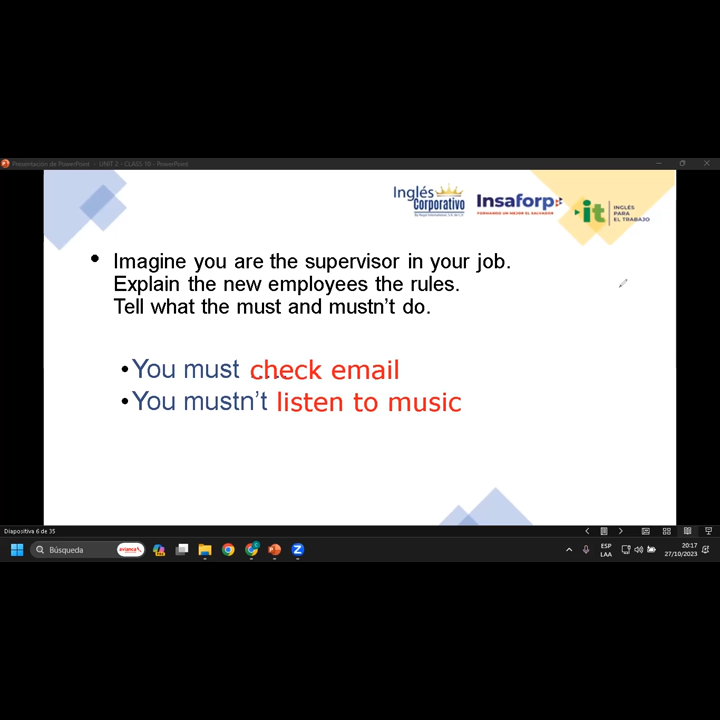 Presentación de PowerPoint - UNIT 2 - CLASS 10 - PowerPoint
Inglés
Corporativo
Insaforp
FORMANDO UN MEJOR EL SALVADOR
it
INGLÉS
PARA
EL TRABAJO
• Imagine you are the supervisor in your job.
Explain the new employees the rules.
Tell what the must and mustn't do.
•You must check email
•You mustn't listen to music
Diapositiva 6 de 35
Búsqueda
avianca
ESP
LAA
20:17
27/10/2023